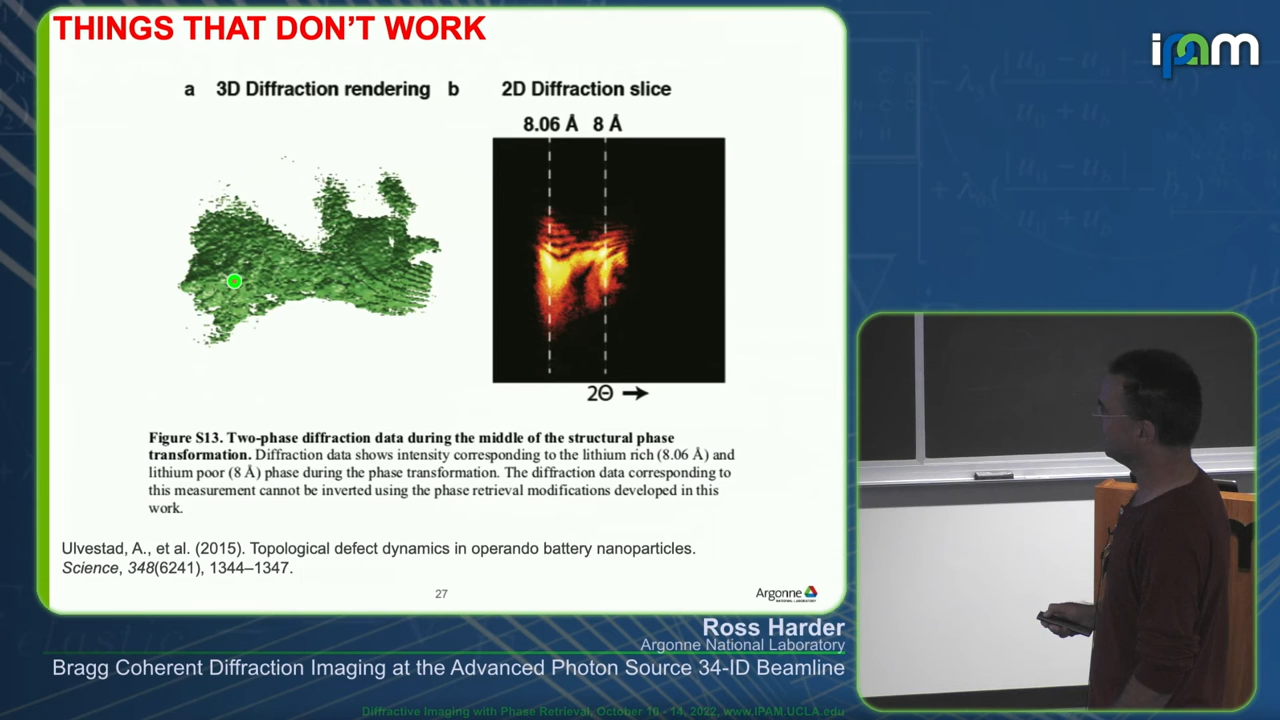 THINGS THAT DON'T WORK
ipam
a 3D Diffraction rendering b 2D Diffraction slice
8.06 Å 8 Å
2Θ
Figure S13. Two-phase diffraction data during the middle of the structural phase
transformation. Diffraction data shows intensity corresponding to the lithium rich (8.06 Å) and
lithium poor (8 Å) phase during the phase transformation. The diffraction data corresponding to
this measurement cannot be inverted using the phase retrieval modifications developed in this
work.
Ulvestad, A., et al. (2015). Topological defect dynamics in operando battery nanoparticles.
Science, 348(6241), 1344–1347.
27
Argonne
NATIONAL LABORATORY
Ross Harder
Argonne National Laboratory
Bragg Coherent Diffraction Imaging at the Advanced Photon Source 34-ID Beamline
Diffractive Imaging with Phase Retrieval, October 10 - 14, 2022, www.IPAM.UCLA.edu